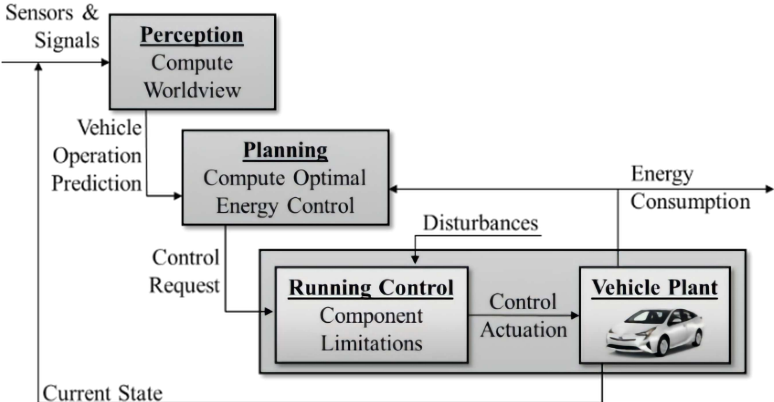 Sensors &
Signals
Perception
Compute
Worldview
Vehicle
Operation
Prediction
Planning
Compute Optimal
Energy Control
Energy
Consumption
Disturbances
Control
Request
Running Control
Component
Limitations
Control
Actuation
Vehicle Plant
Current State